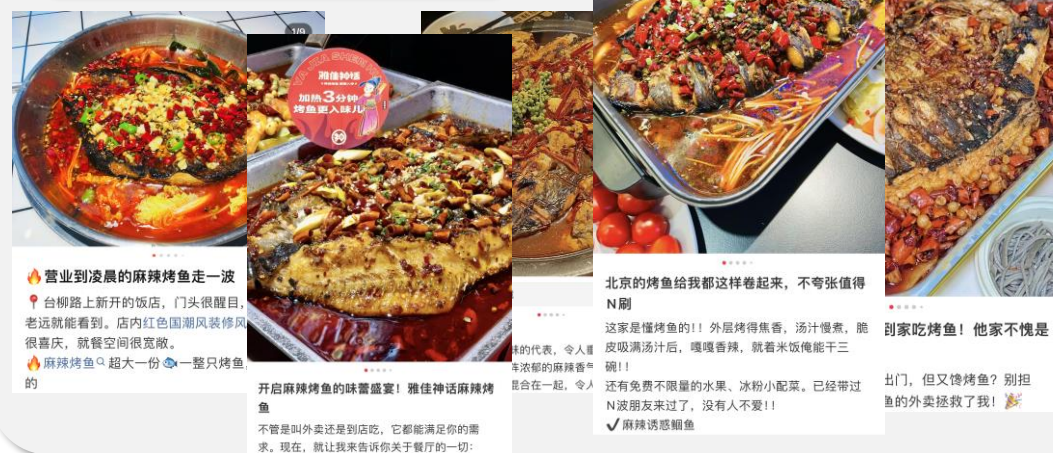 1/9
🔥营业到凌晨的麻辣烤鱼走一波
📍台柳路上新开的饭店，门头很醒目，
老远就能看到。店内红色国潮风装修风
很喜庆，就餐空间很宽敞。
🔥麻辣烤鱼 超大一份🐟一整只烤鱼
的
雅佳神话
加热3分钟
烤鱼更入味儿
开启麻辣烤鱼的味蕾盛宴！雅佳神话麻辣烤
鱼
不管是叫外卖还是到店吃，它都能满足你的需
求。现在，就让我来告诉你关于餐厅的一切：
的代表，令人
浓郁的麻辣香
混合在一起，令人
北京的烤鱼给我都这样卷起来，不夸张值得
N刷
这家是懂烤鱼的！！外层烤得焦香，汤汁慢煮，脆
皮吸满汤汁后，嘎嘎香辣，就着米饭俺能干三
碗！！
还有免费不限量的水果、冰粉小配菜。已经带过
N波朋友来过了，没有人不爱！！
✔麻辣诱惑鮰鱼
到家吃烤鱼！他家不愧是
出门，但又馋烤鱼？别担
鱼的外卖拯救了我！🎉